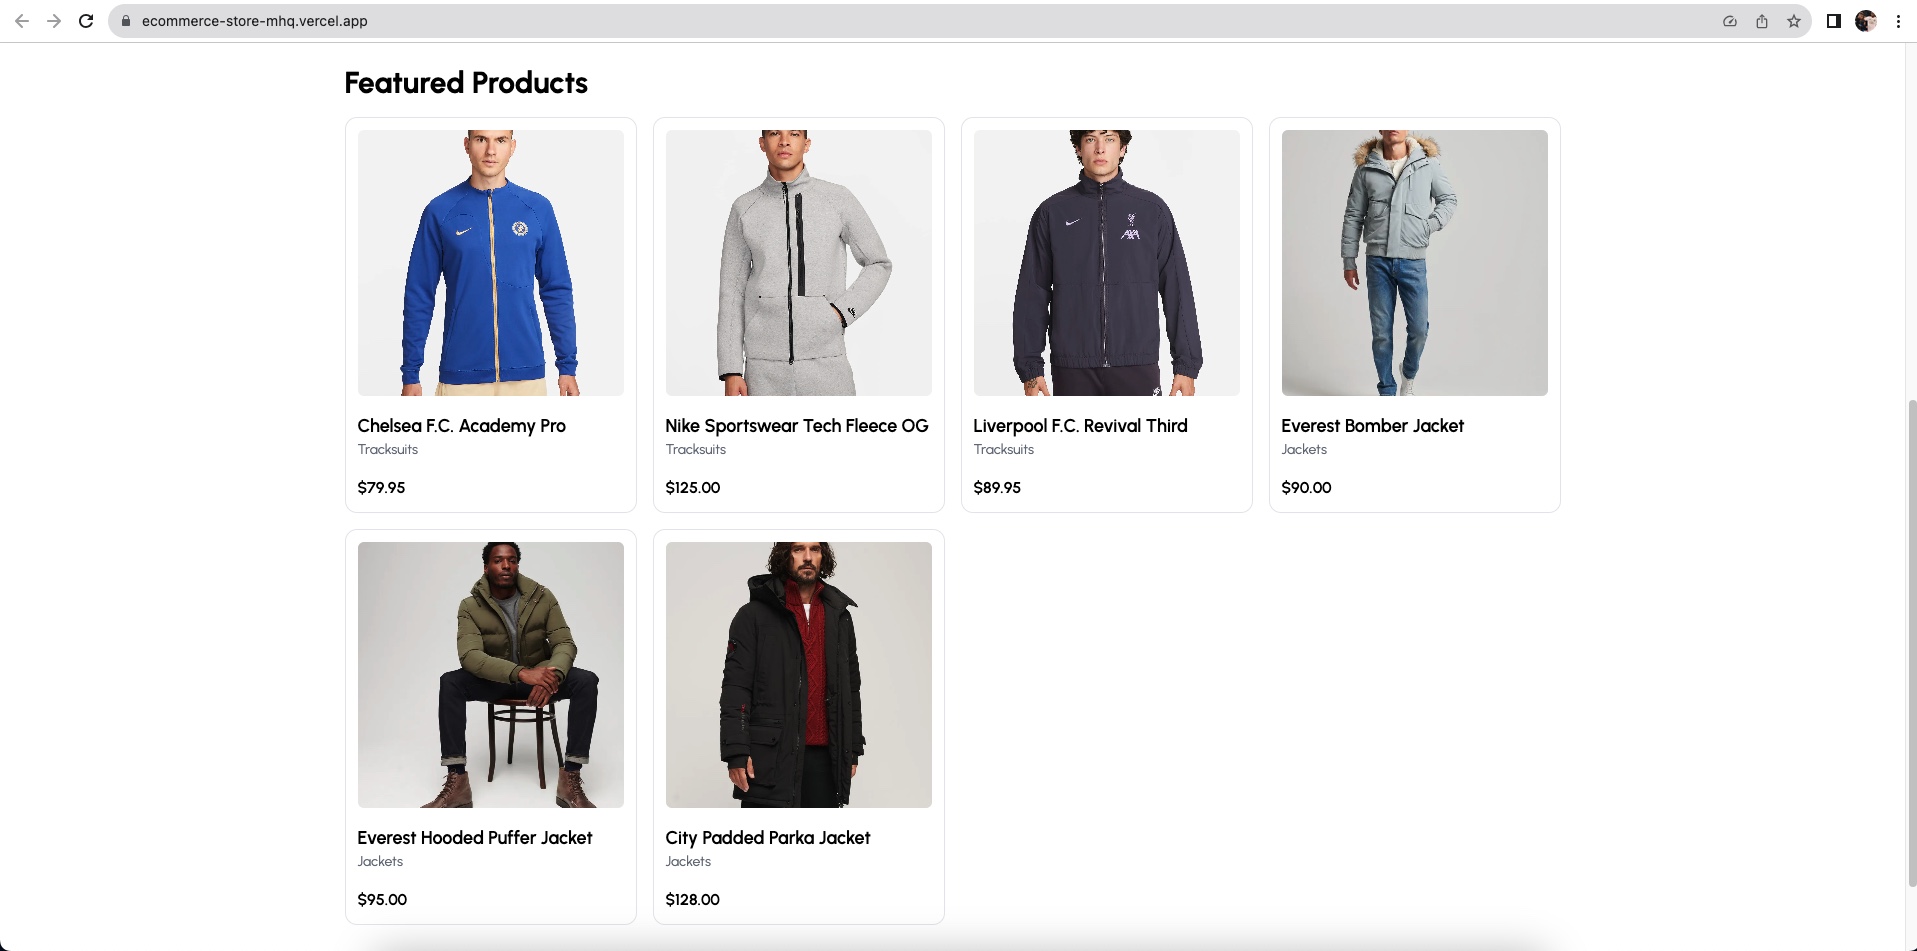 ecommerce-store-mhq.vercel.app
Featured Products
Chelsea F.C. Academy Pro
Tracksuits
$79.95
Nike Sportswear Tech Fleece OG
Tracksuits
$125.00
Liverpool F.C. Revival Third
Tracksuits
$89.95
AXA
Everest Bomber Jacket
Jackets
$90.00
Everest Hooded Puffer Jacket
Jackets
$95.00
City Padded Parka Jacket
Jackets
$128.00